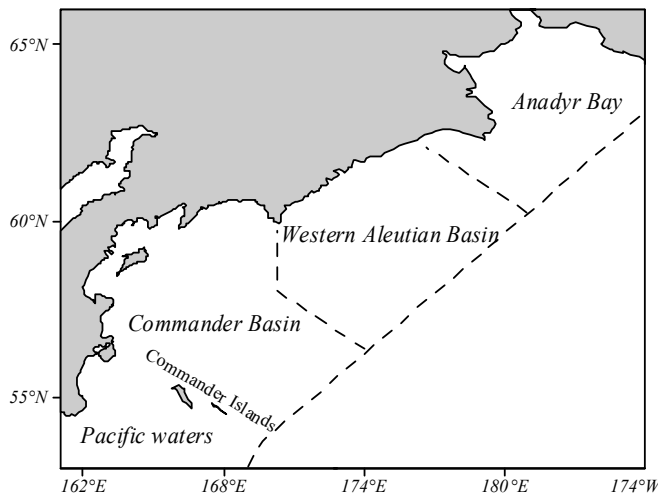 65°N
Anadyr Bay
60°N
Western Aleutian Basin
Commander Basin
Commander Islands
55°N
Pacific waters
162°E 168°E 174°E 180°E 174°W